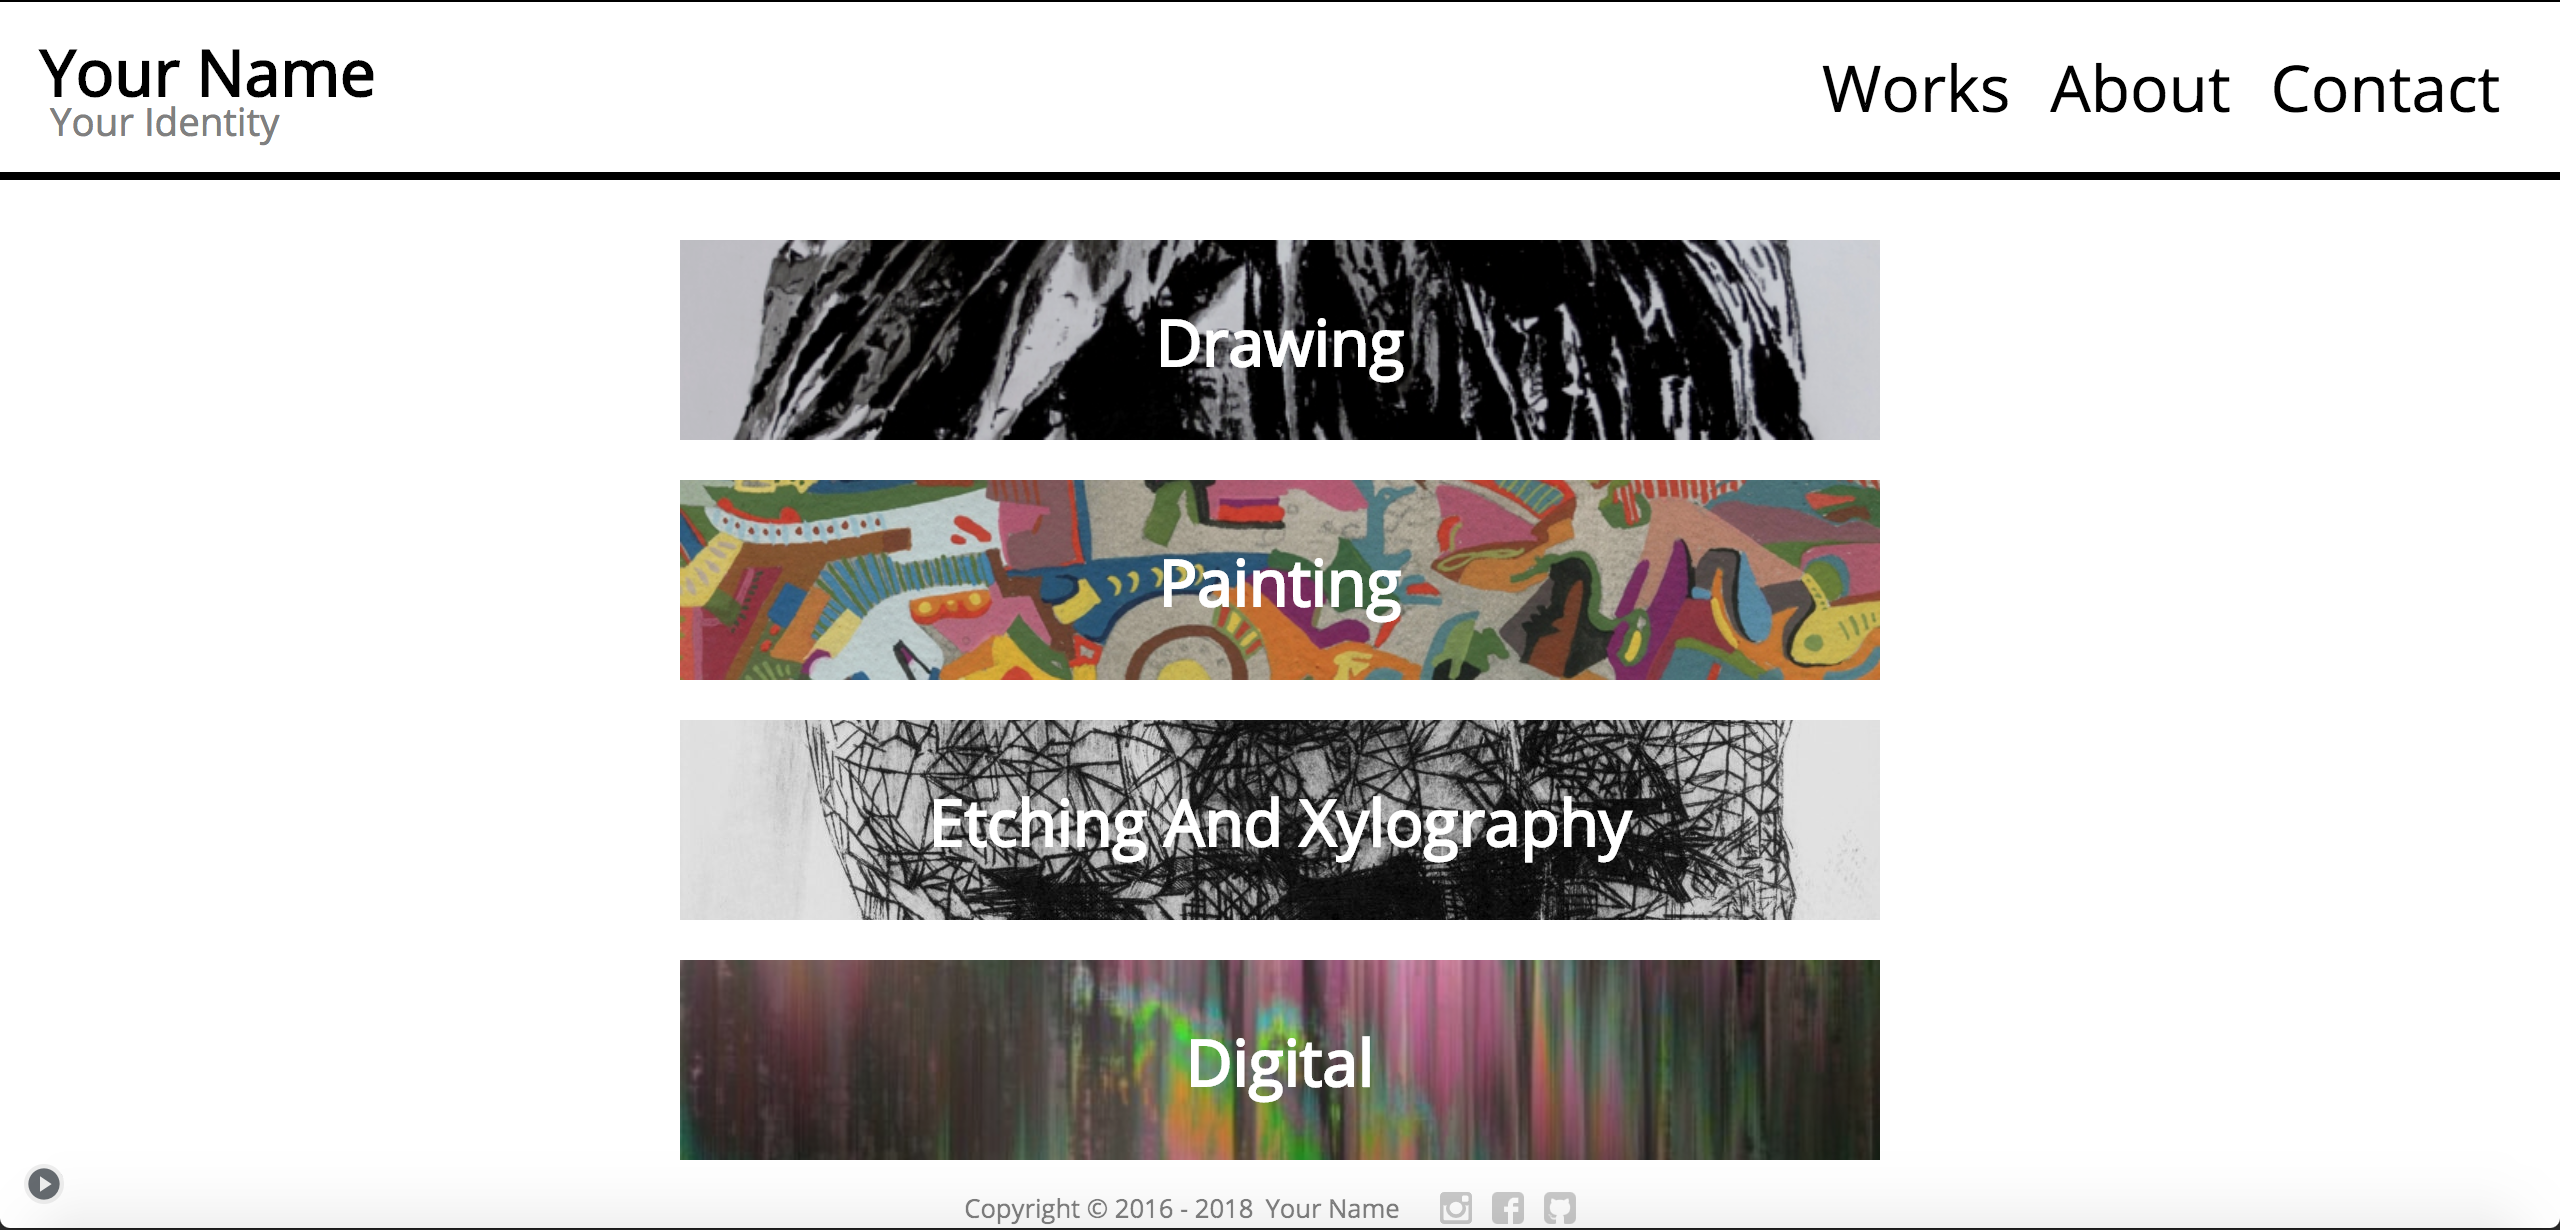 Your Name
Your Identity
Works About Contact
Drawing
Painting
Etching And Xylography
Digital
Copyright © 2016 - 2018 Your Name